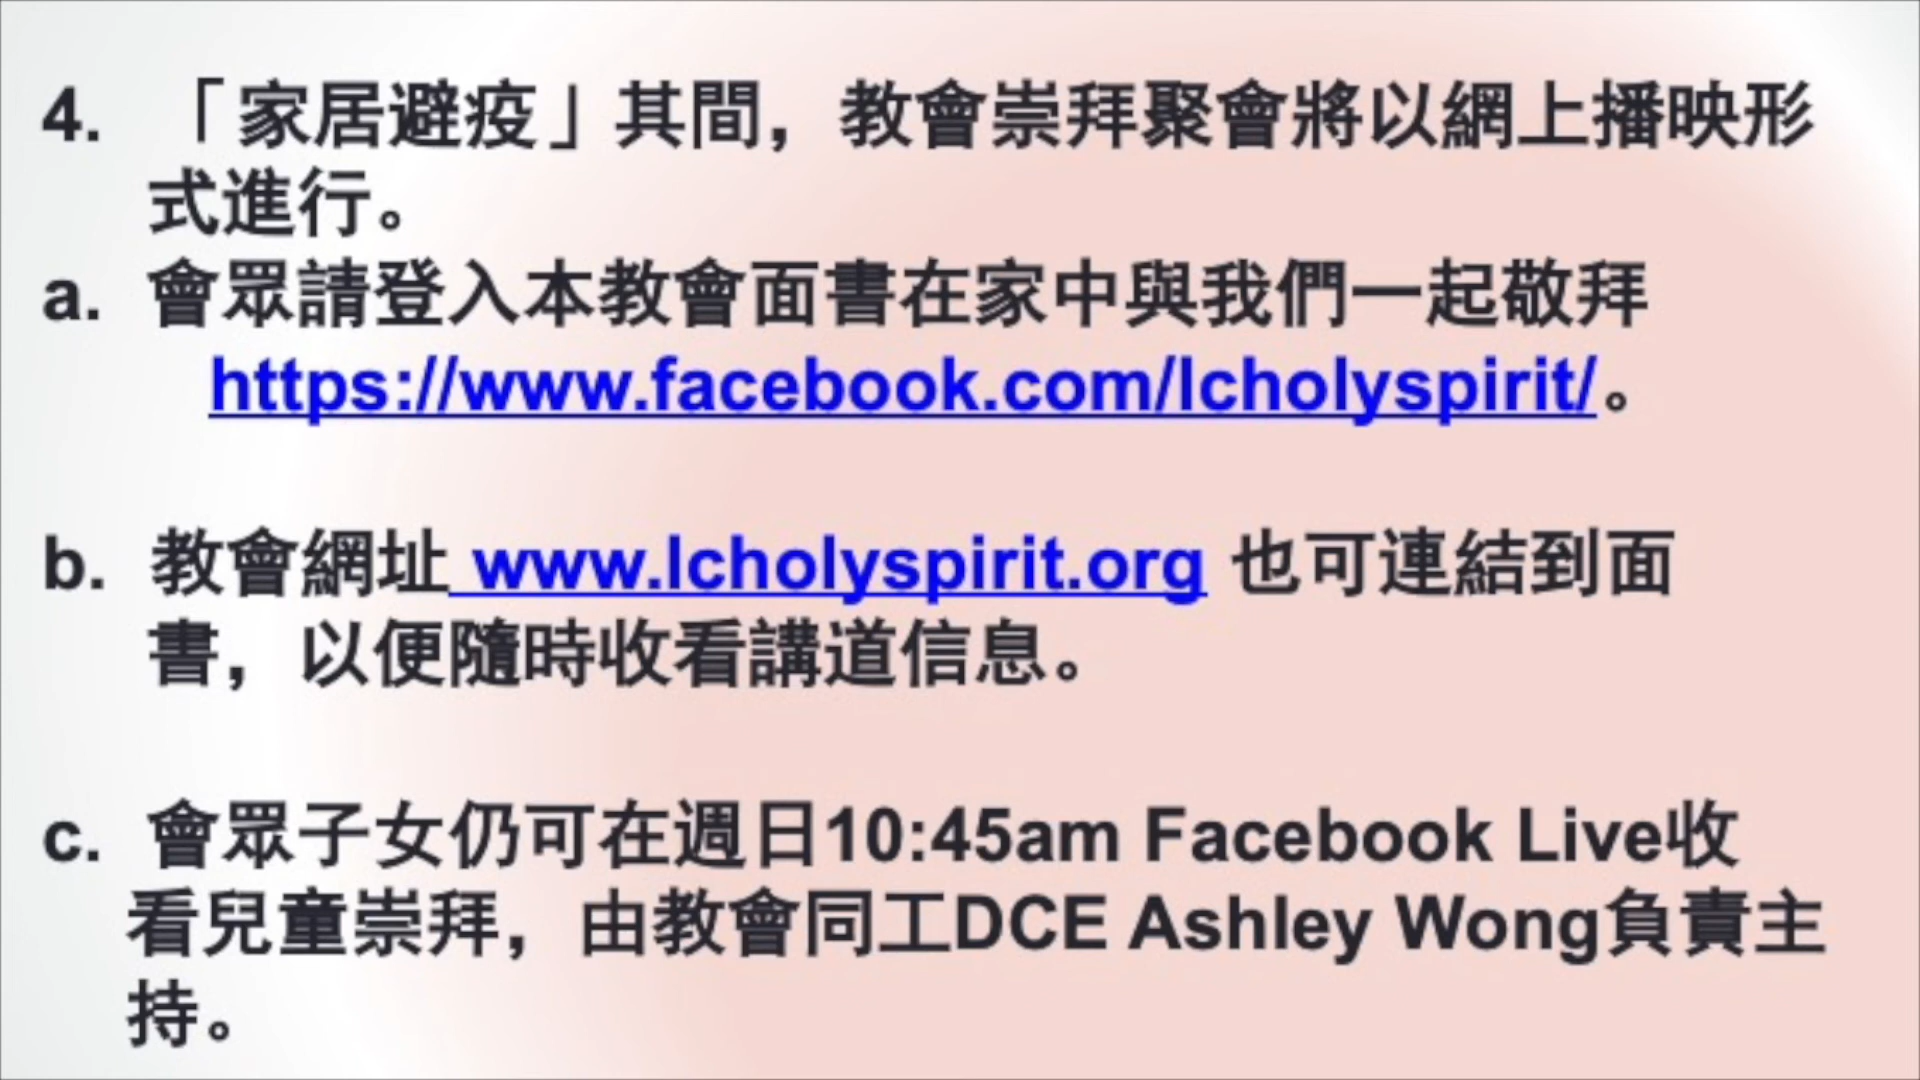 4. 「家居避疫」其間，教會崇拜聚會將以網上播映形
式進行。
a. 會眾請登入本教會面書在家中與我們一起敬拜
https://www.facebook.com/lcholyspirit/。
b. 教會網址 www.lcholyspirit.org 也可連結到面
書，以便隨時收看講道信息。
c. 會眾子女仍可在週日10:45am Facebook Live收
看兒童崇拜，由教會同工DCE Ashley Wong負責主
持。